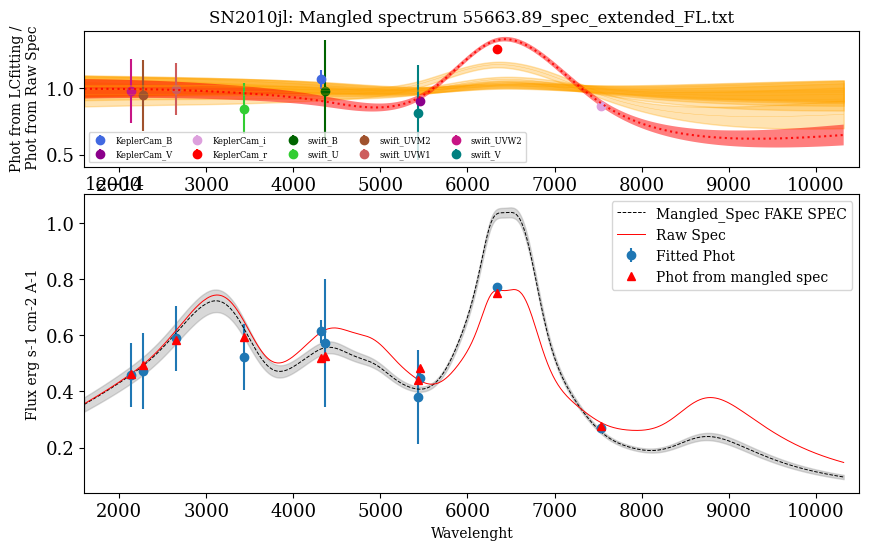 SN2010jl: Mangled spectrum 55663.89_spec_extended_FL.txt
Phot from LCfitting /
Phot from Raw Spec
1.0
0.5
KeplerCam_B KeplerCam_i swift_B swift_UVM2 swift_UVW2
KeplerCam_V KeplerCam_r swift_U swift_UVW1 swift_V
2000 3000 4000 5000 6000 7000 8000 9000 10000
1e−14
Flux erg s-1 cm-2 A-1
1.0
0.8
0.6
0.4
0.2
Mangled_Spec FAKE SPEC
Raw Spec
Fitted Phot
Phot from mangled spec
2000 3000 4000 5000 6000 7000 8000 9000 10000
Wavelenght